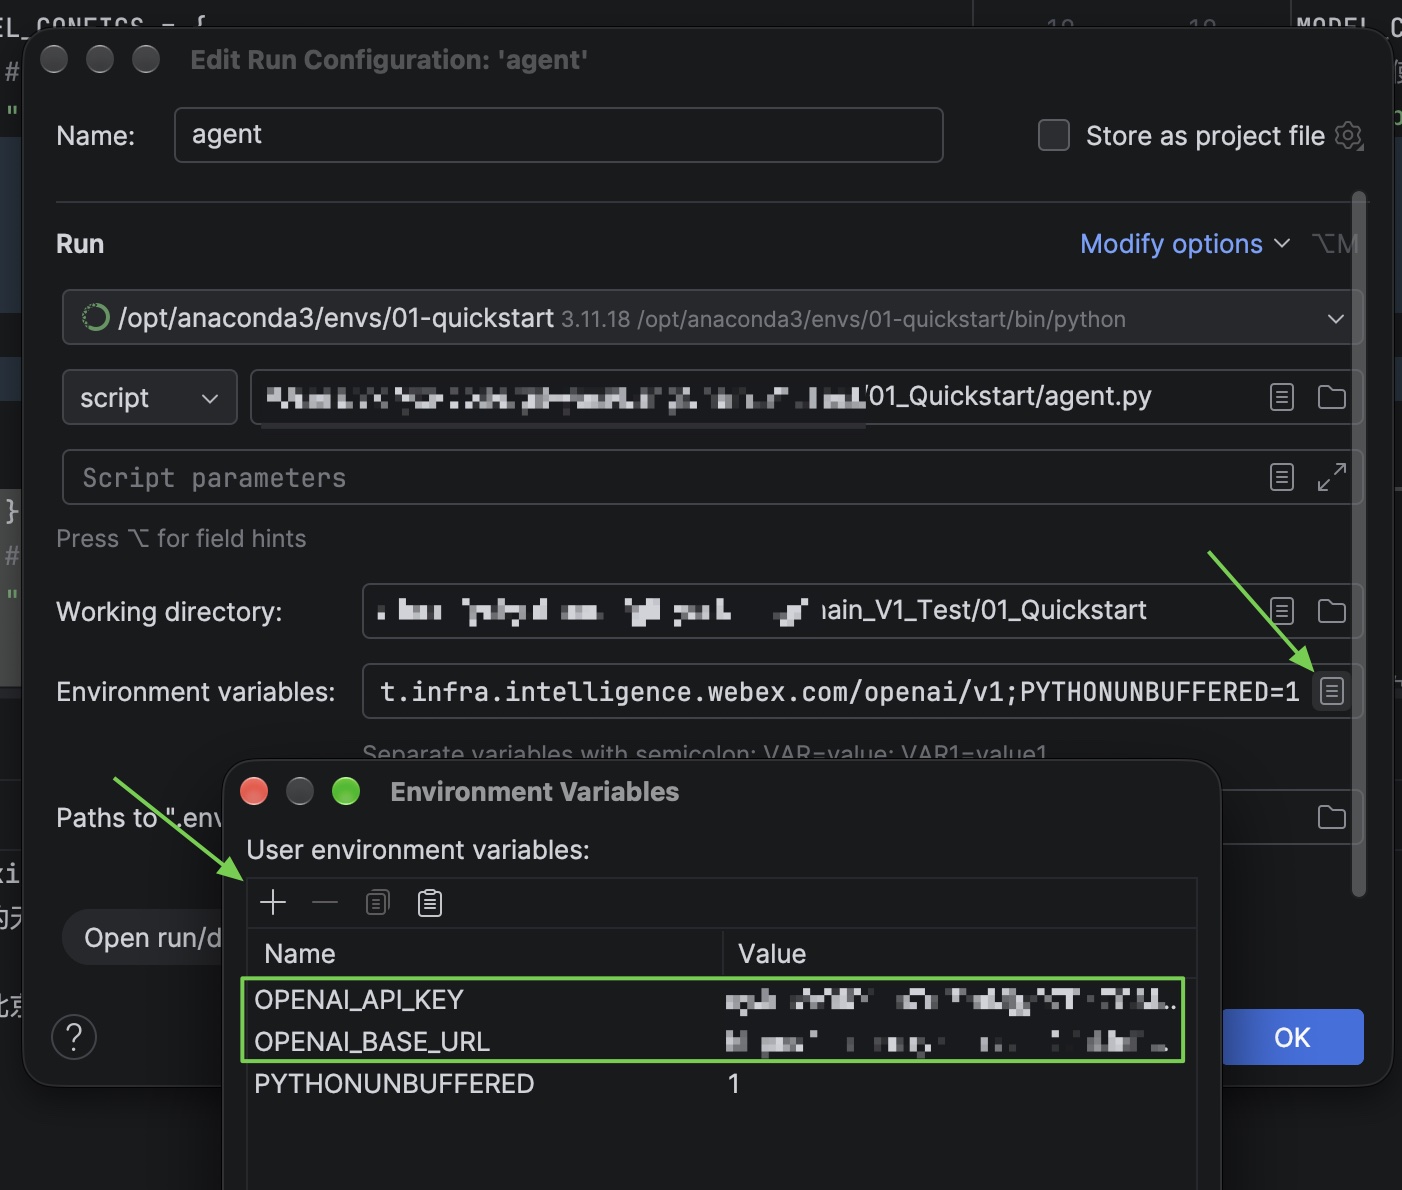 EL_CONFIGS = {
10 10
MODEL_C
Edit Run Configuration: 'agent'
#
"
Name: agent Store as project file
Run Modify options ⌥M
/opt/anaconda3/envs/01-quickstart 3.11.18 /opt/anaconda3/envs/01-quickstart/bin/python
script /01_Quickstart/agent.py
Script parameters
}
Press ⌥ for field hints
#
"
Working directory: ain_V1_Test/01_Quickstart
Environment variables: t.infra.intelligence.webex.com/openai/v1;PYTHONUNBUFFERED=1
Separate variables with semicolon: VAR=value; VAR1=value1
Paths to ".env
Environment Variables
User environment variables:
Open run/d
Name Value
OPENAI_API_KEY
OPENAI_BASE_URL
PYTHONUNBUFFERED 1
?
OK